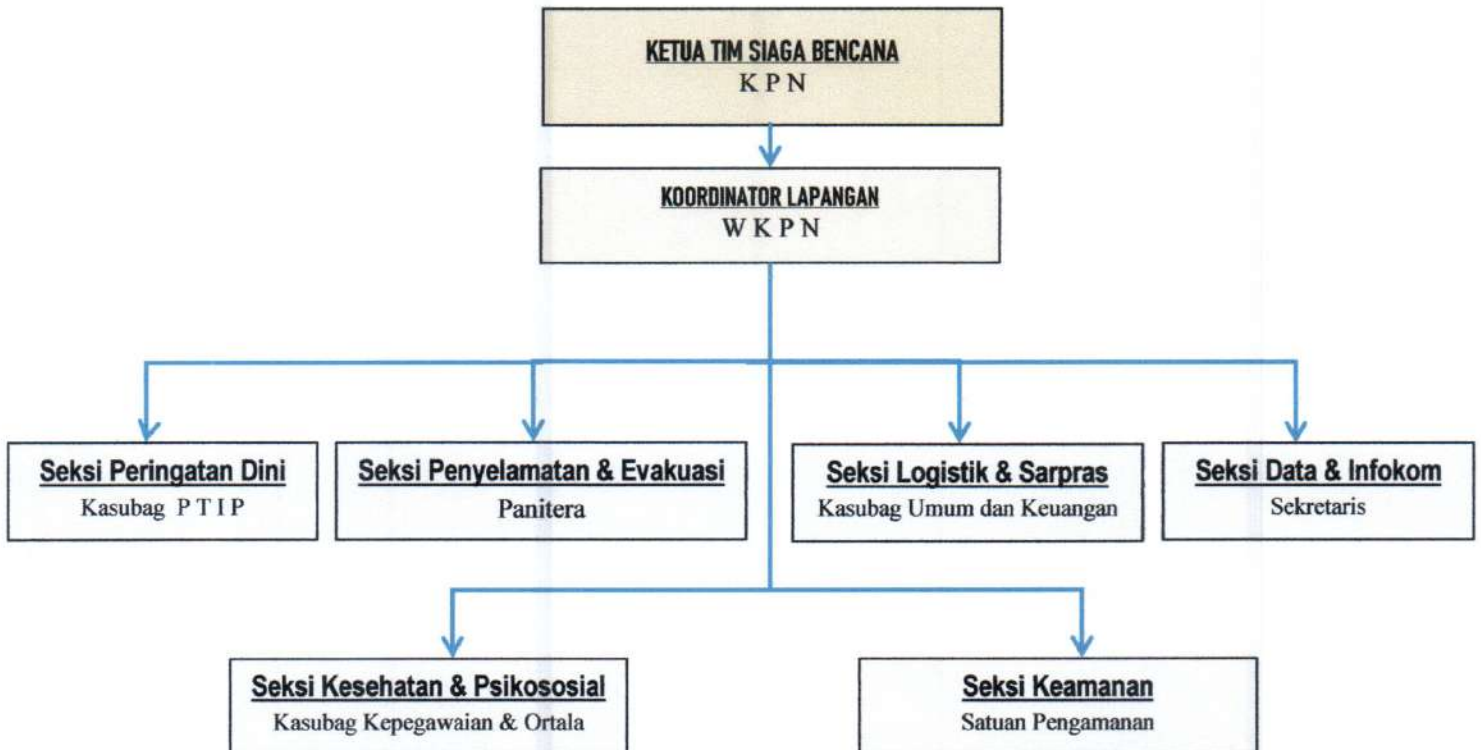 KETUA TIM SIAGA BENCANA
K P N
KOORDINATOR LAPANGAN
W K P N
Seksi Peringatan Dini
Kasubag P T I P
Seksi Penyelamatan & Evakuasi
Panitera
Seksi Logistik & Sarpras
Kasubag Umum dan Keuangan
Seksi Data & Infokom
Sekretaris
Seksi Kesehatan & Psikososial
Kasubag Kepegawaian & Ortala
Seksi Keamanan
Satuan Pengamanan